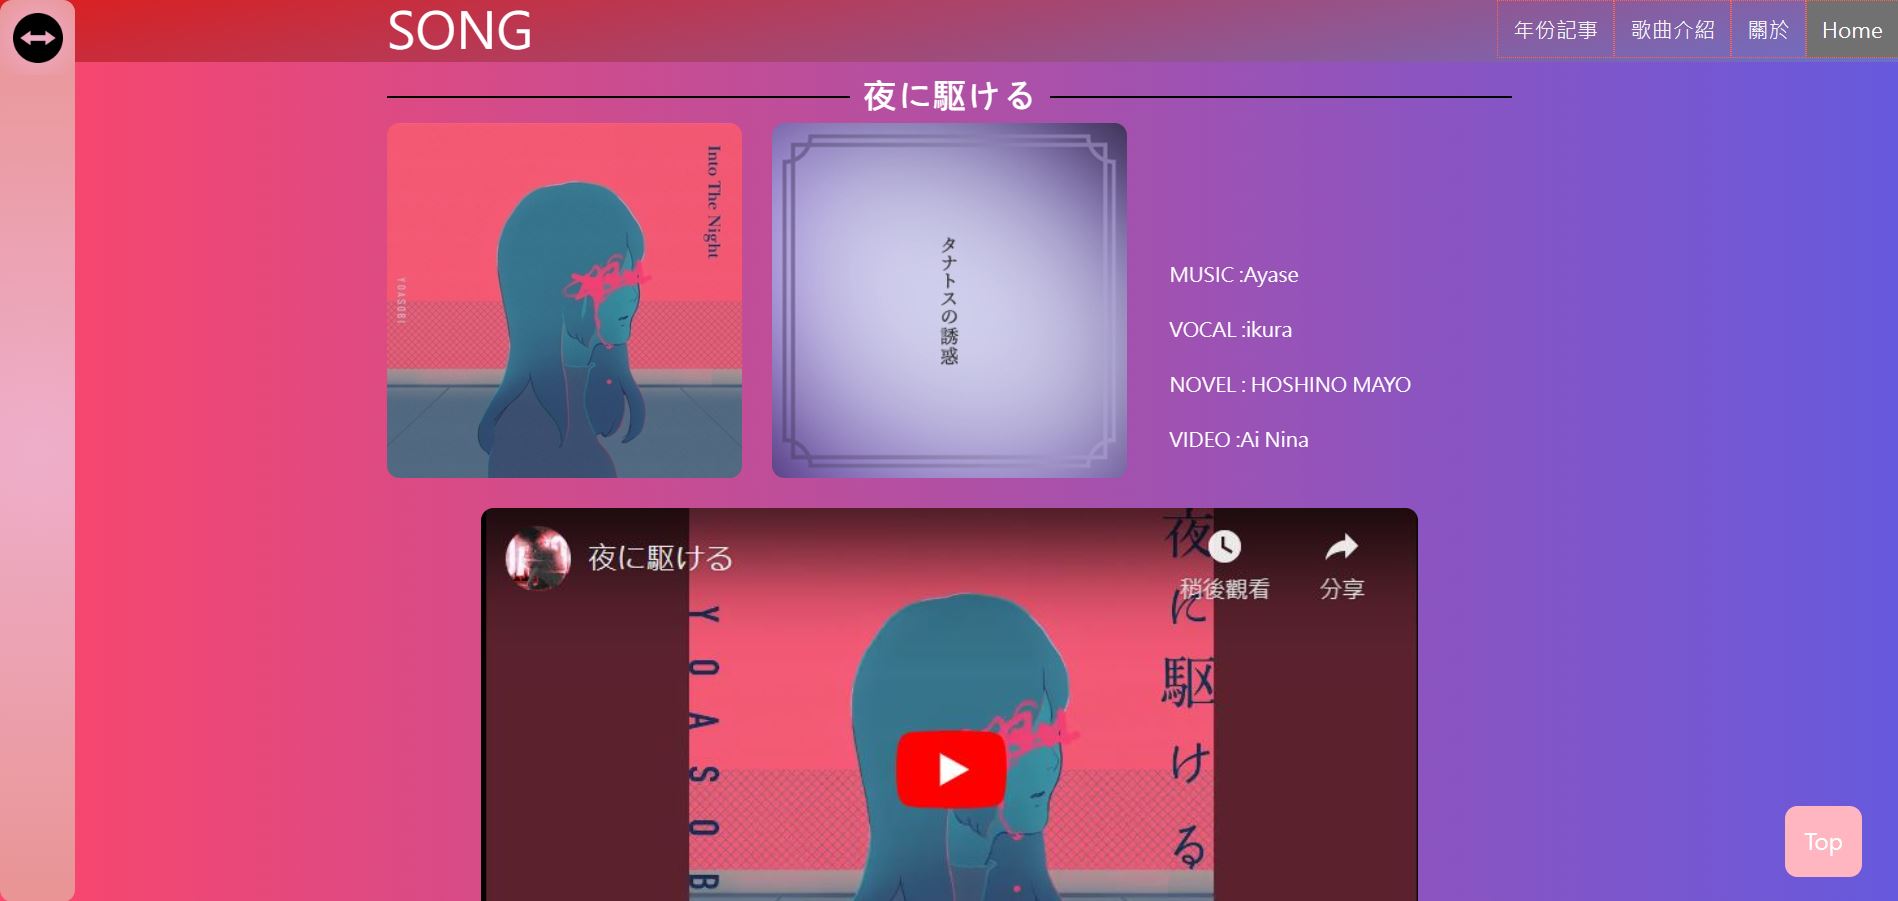 SONG
年份記事
歌曲介紹
關於
Home
夜に駆ける
Into The Night
YOASOBI
タナトスの誘惑
MUSIC :Ayase
VOCAL :ikura
NOVEL : HOSHINO MAYO
VIDEO :Ai Nina
夜に駆ける
稍後觀看
分享
YOASOB
夜に駆ける
Top